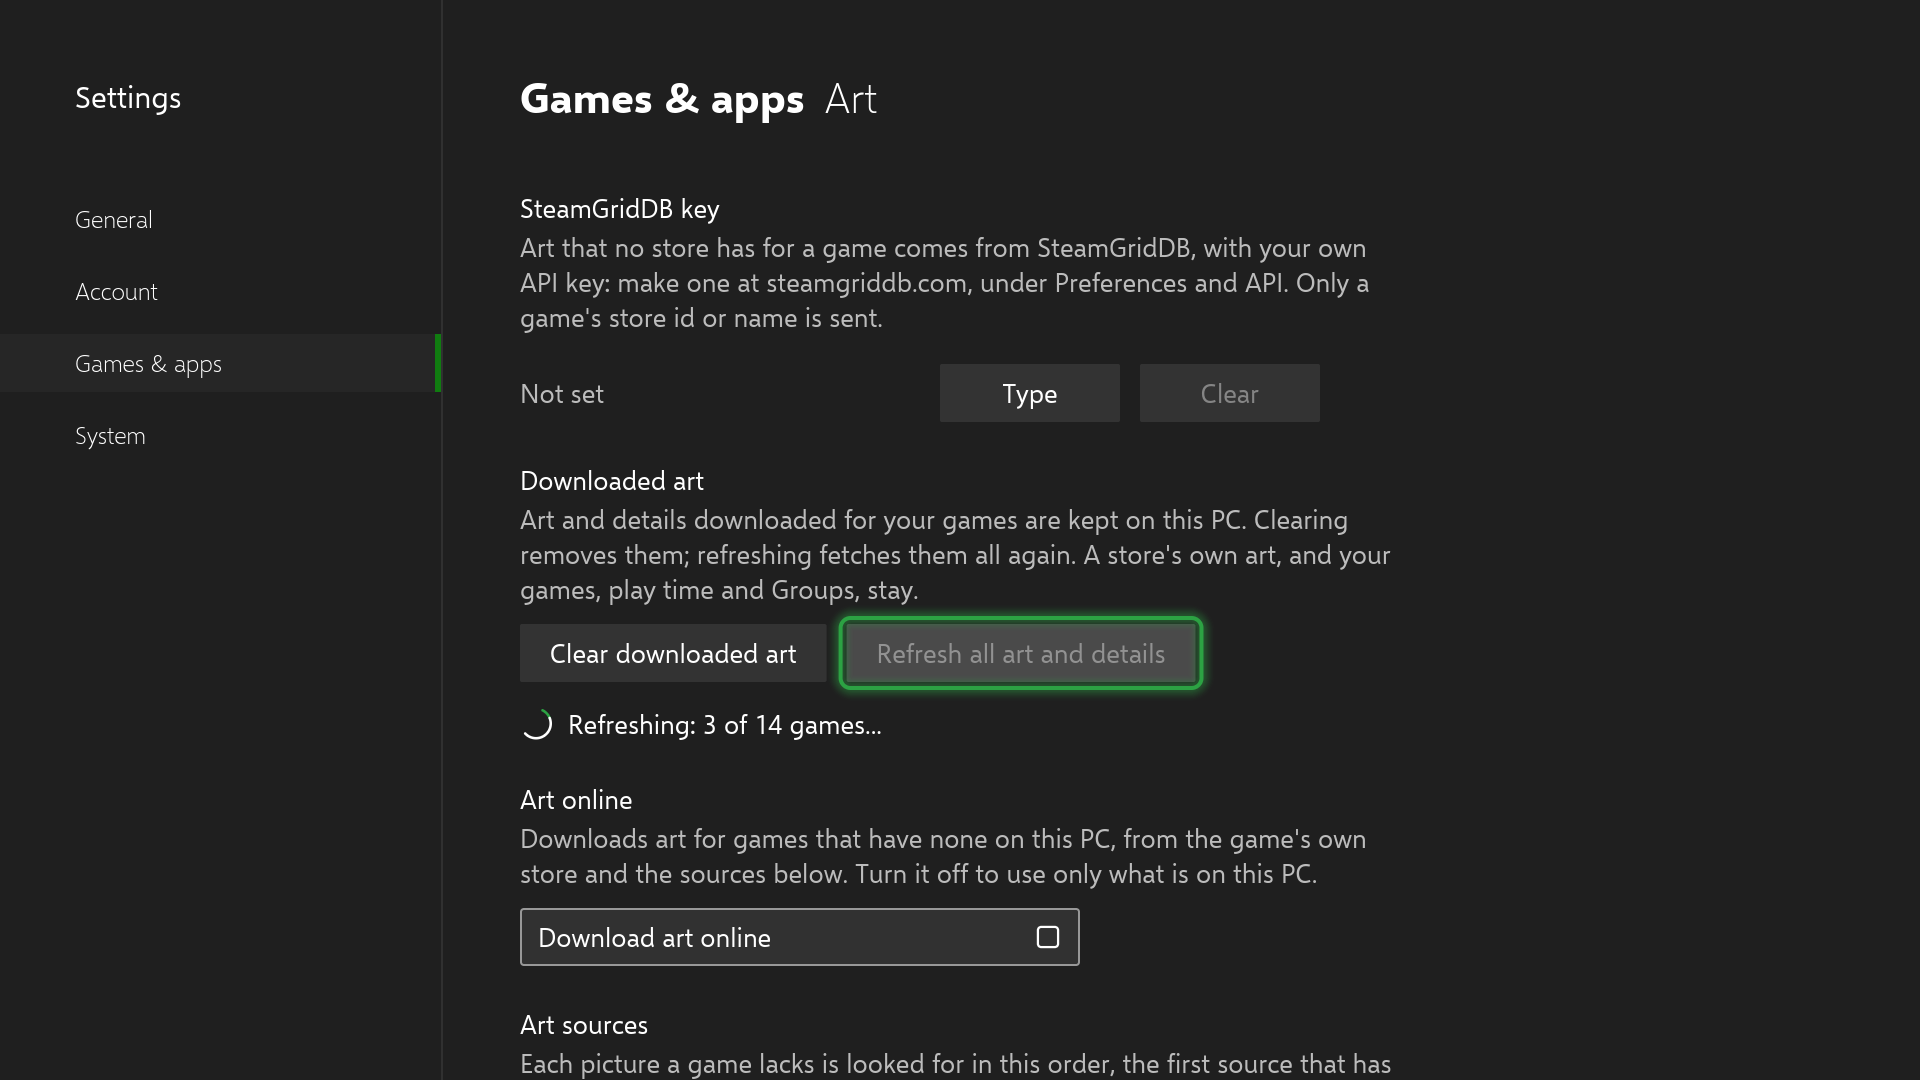 Settings
General
Account
Games & apps
System
Games & apps Art
SteamGridDB key
Art that no store has for a game comes from SteamGridDB, with your own
API key: make one at steamgriddb.com, under Preferences and API. Only a
game's store id or name is sent.
Not set
Type
Clear
Downloaded art
Art and details downloaded for your games are kept on this PC. Clearing
removes them; refreshing fetches them all again. A store's own art, and your
games, play time and Groups, stay.
Clear downloaded art
Refresh all art and details
Refreshing: 3 of 14 games...
Art online
Downloads art for games that have none on this PC, from the game's own
store and the sources below. Turn it off to use only what is on this PC.
Download art online
Art sources
Each picture a game lacks is looked for in this order, the first source that has